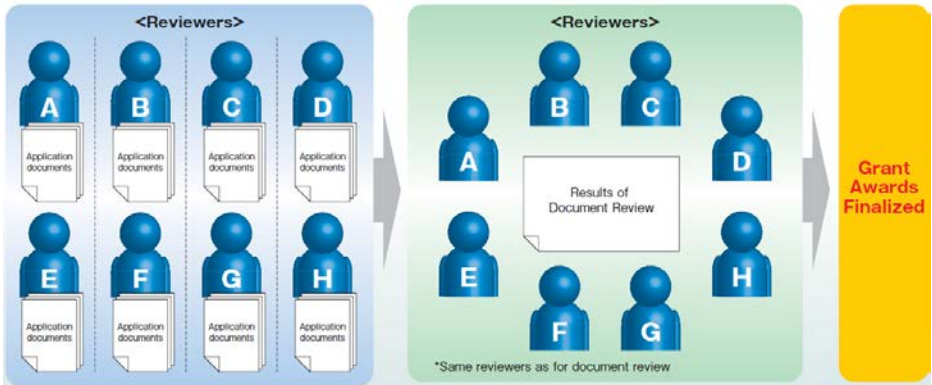 <Reviewers>
A
B
C
D
Application
documents
Application
documents
Application
documents
Application
documents
E
F
G
H
Application
documents
Application
documents
Application
documents
Application
documents
<Reviewers>
B
C
A
D
Results of
Document Review
E
H
F
G
*Same reviewers as for document review
Grant
Awards
Finalized